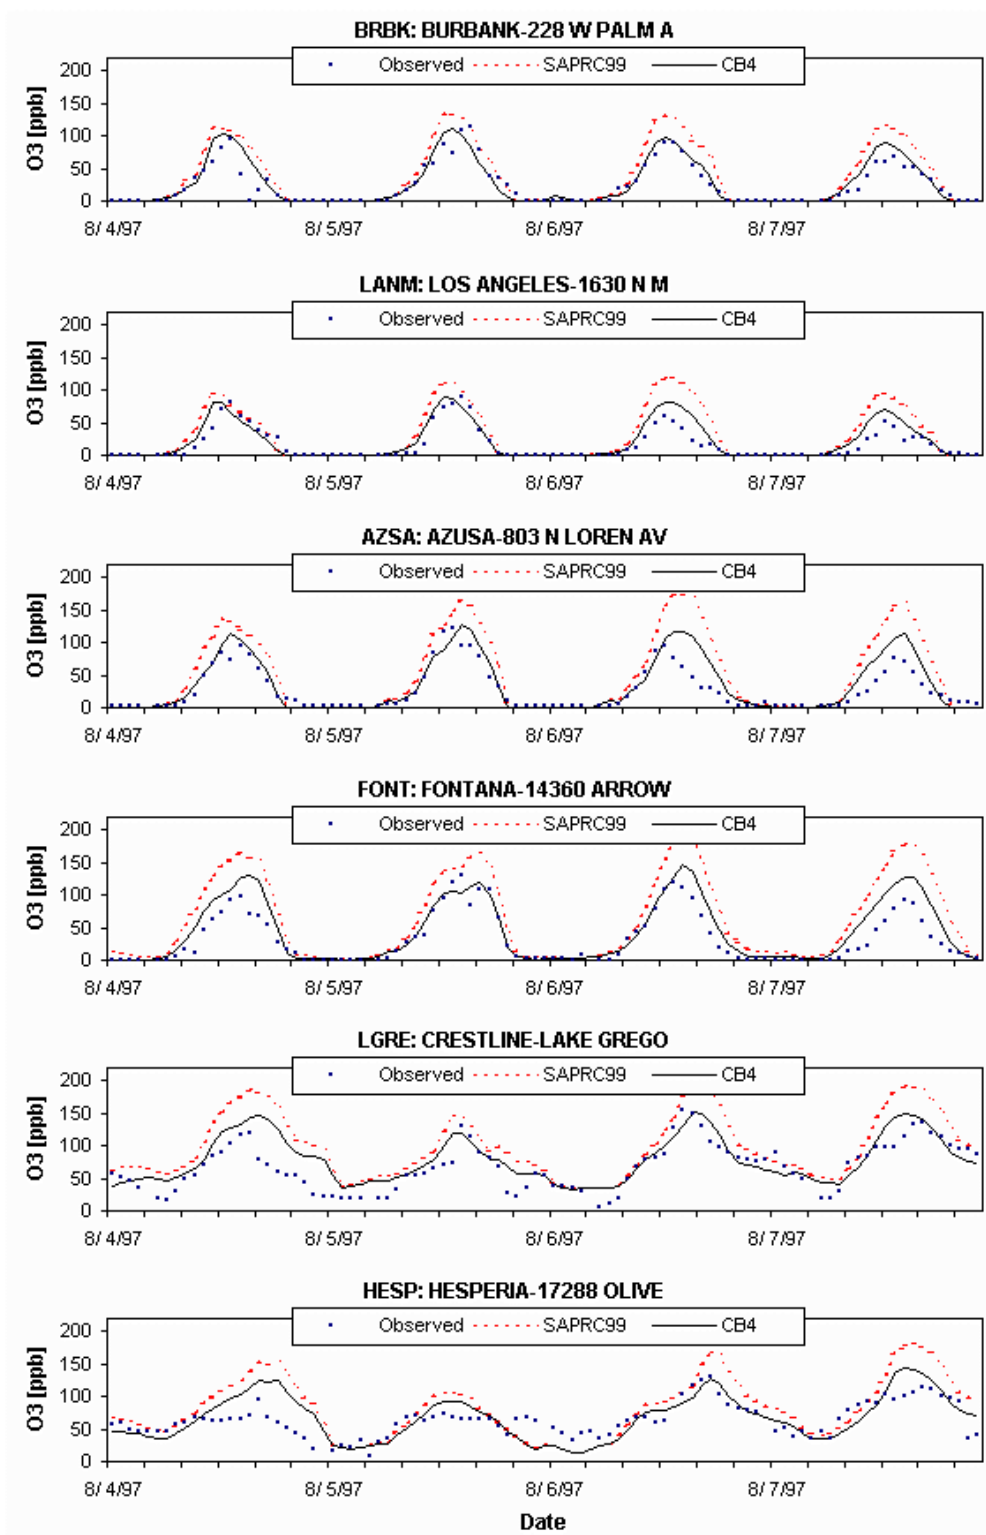 BRBK: BURBANK-228 W PALM A
Observed SAPRC99 CB4
O3 [ppb]
200
150
100
50
0
8/ 4/97 8/ 5/97 8/ 6/97 8/ 7/97
LANM: LOS ANGELES-1630 N M
Observed SAPRC99 CB4
O3 [ppb]
200
150
100
50
0
8/ 4/97 8/ 5/97 8/ 6/97 8/ 7/97
AZSA: AZUSA-803 N LOREN AV
Observed SAPRC99 CB4
O3 [ppb]
200
150
100
50
0
8/ 4/97 8/ 5/97 8/ 6/97 8/ 7/97
FONT: FONTANA-14360 ARROW
Observed SAPRC99 CB4
O3 [ppb]
200
150
100
50
0
8/ 4/97 8/ 5/97 8/ 6/97 8/ 7/97
LGRE: CRESTLINE-LAKE GREGO
Observed SAPRC99 CB4
O3 [ppb]
200
150
100
50
0
8/ 4/97 8/ 5/97 8/ 6/97 8/ 7/97
HESP: HESPERIA-17288 OLIVE
Observed SAPRC99 CB4
O3 [ppb]
200
150
100
50
0
8/ 4/97 8/ 5/97 8/ 6/97 8/ 7/97
Date